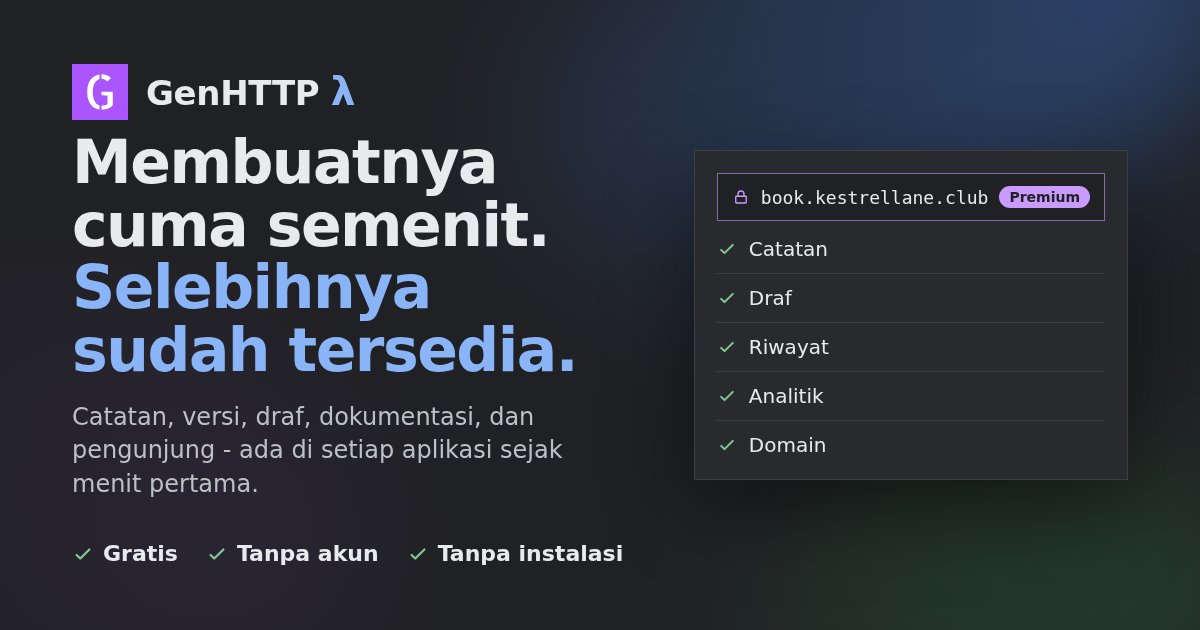 GenHTTP λ
Membuatnya
cuma semenit.
Selebihnya
sudah tersedia.
Catatan, versi, draf, dokumentasi, dan
pengunjung - ada di setiap aplikasi sejak
menit pertama.
Gratis
Tanpa akun
Tanpa instalasi
book.kestrellane.club
Premium
Catatan
Draf
Riwayat
Analitik
Domain